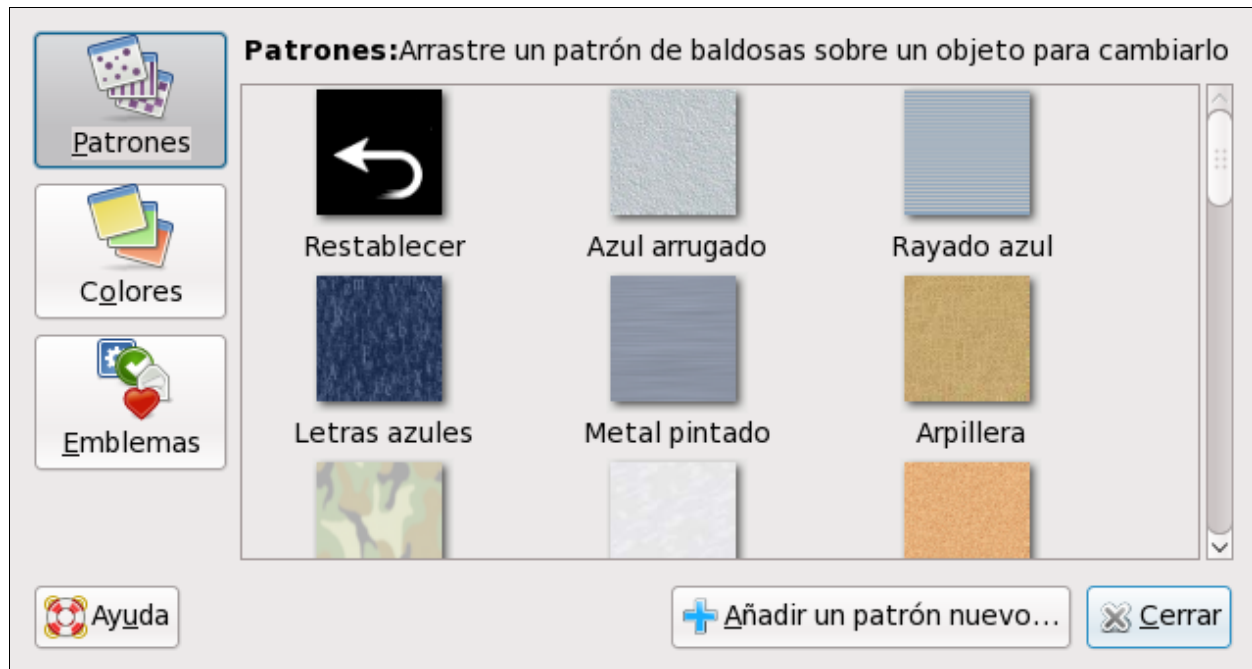 Patrones:Arrastre un patrón de baldosas sobre un objeto para cambiarlo
Patrones
Colores
Emblemas
Restablecer
Azul arrugado
Rayado azul
Letras azules
Metal pintado
Arpillera
Ayuda
Añadir un patrón nuevo...
Cerrar